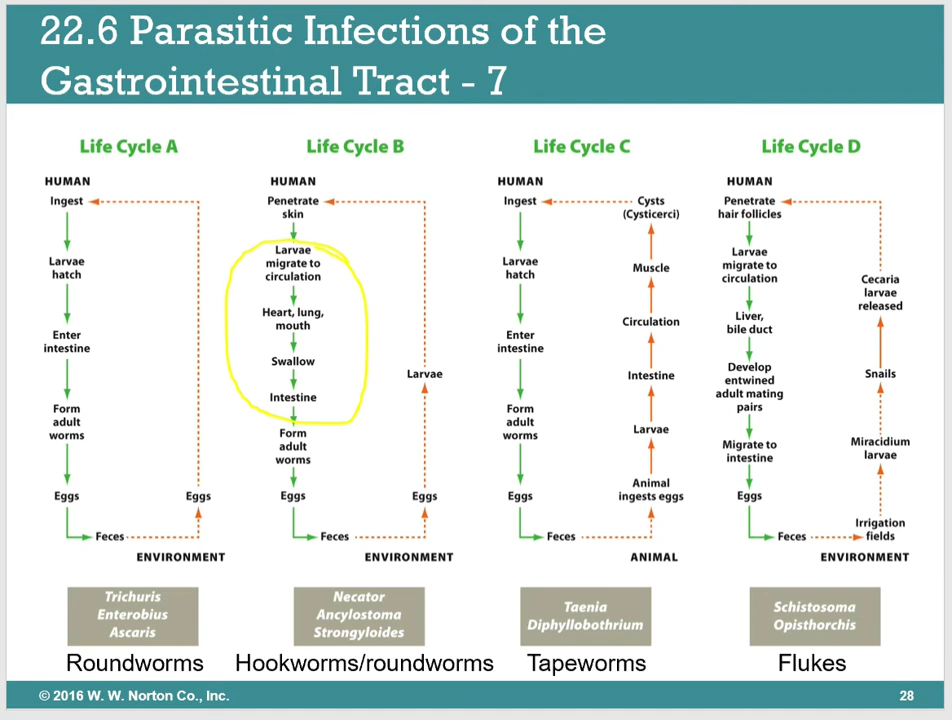 22.6 Parasitic Infections of the
Gastrointestinal Tract - 7
Life Cycle A
HUMAN
Ingest
Larvae
hatch
Enter
intestine
Form
adult
worms
Eggs
Feces
Eggs
ENVIRONMENT
Trichuris
Enterobius
Ascaris
Roundworms
Life Cycle B
HUMAN
Penetrate
skin
Larvae
migrate to
circulation
Heart, lung,
mouth
Swallow
Intestine
Form
adult
worms
Eggs
Feces
Eggs
Larvae
ENVIRONMENT
Necator
Ancylostoma
Strongyloides
Hookworms/roundworms
Life Cycle C
HUMAN
Ingest
Larvae
hatch
Enter
intestine
Form
adult
worms
Eggs
Feces
Cysts
(Cysticerci)
Muscle
Circulation
Intestine
Larvae
Animal
ingests eggs
ANIMAL
Taenia
Diphyllobothrium
Tapeworms
Life Cycle D
HUMAN
Penetrate
hair follicles
Larvae
migrate to
circulation
Liver,
bile duct
Develop
entwined
adult mating
pairs
Migrate to
intestine
Eggs
Feces
Cecaria
larvae
released
Snails
Miracidium
larvae
Irrigation
fields
ENVIRONMENT
Schistosoma
Opisthorchis
Flukes
© 2016 W. W. Norton Co., Inc.
28